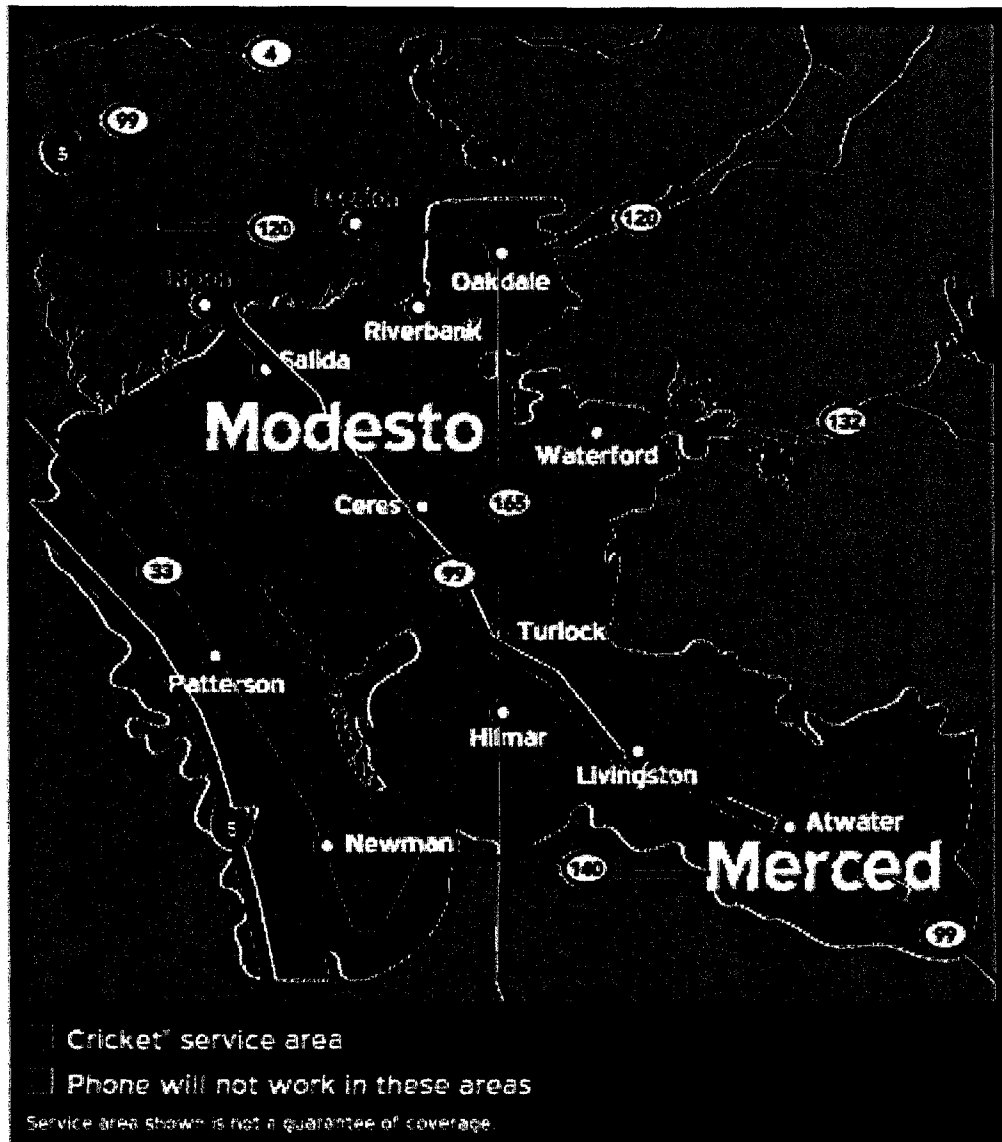 4
99
5
120
120
Oakdale
Riverbank
Salida
Modesto
132
Waterford
Ceres
165
33
99
Turlock
Patterson
Hilmar
Livingston
5
Atwater
Newman
Merced
140
99
Cricket® service area
Phone will not work in these areas
Service area shown is not a guarantee of coverage.